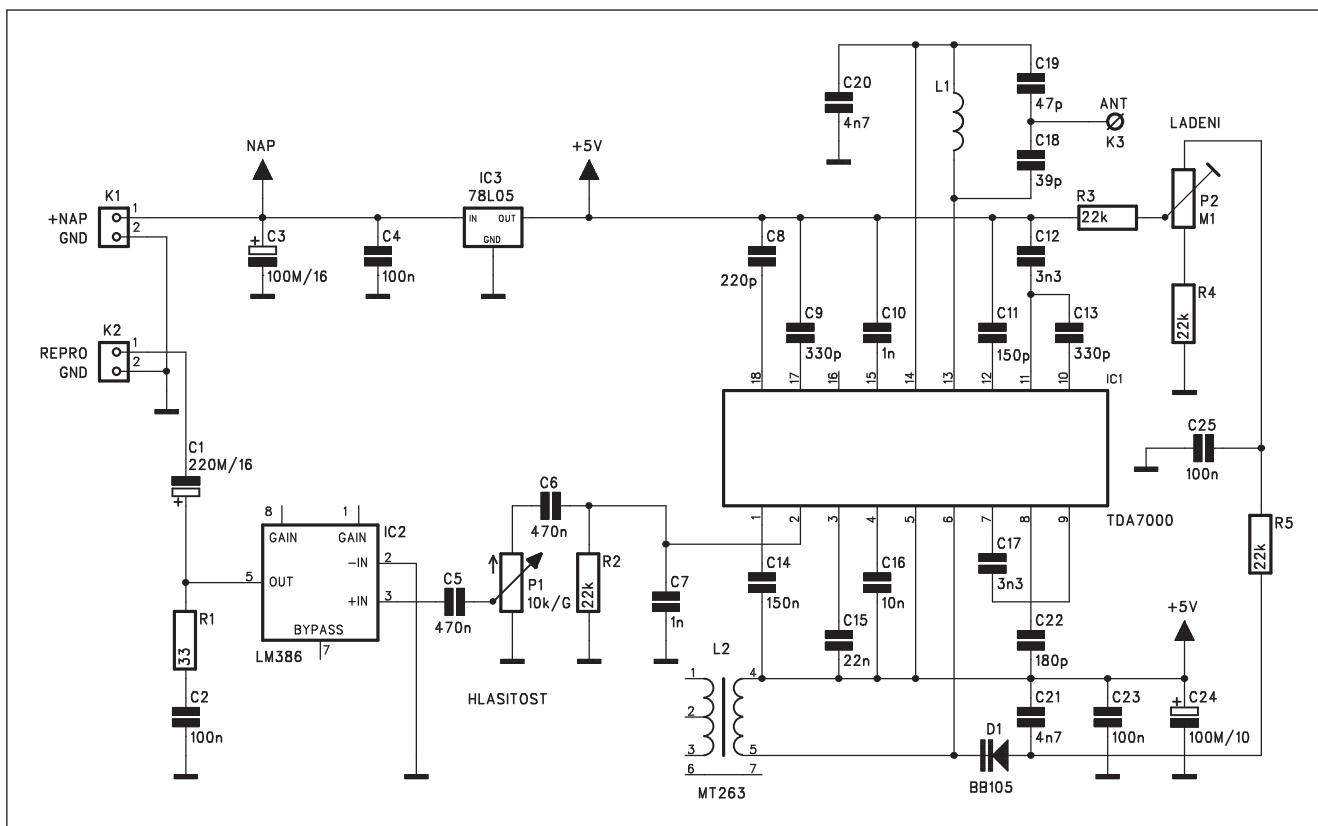 C20
4n7
L1
C19
47p
ANT
K3
C18
39p
LADENI
NAP
+5V
IC3
78L05
IN OUT
GND
K1
+NAP 1
GND 2
C3
+
100M/16
C4
100n
R3
22k
P2
M1
C8
220p
C12
3n3
R4
22k
C9
330p
C10
1n
C11
150p
C13
330p
K2
REPRO 1
GND 2
18 17 16 15 14 13 12 11 10
IC1
C25
100n
C1
220M/16
+
1 2 3 4 5 6 7 8 9
TDA7000
R5
22k
8 1 IC2
GAIN GAIN
-IN 2
5 OUT
+IN 3
BYPASS
7
LM386
R1
33
C2
100n
C5
470n
C6
470n
P1
10k/G
R2
22k
C7
1n
HLASITOST
C14
150n
C15
22n
C16
10n
C17
3n3
C22
180p
+5V
L2
1 4
2
3 5
6 7
MT263
D1
BB105
C21
4n7
C23
100n
C24
+
100M/10